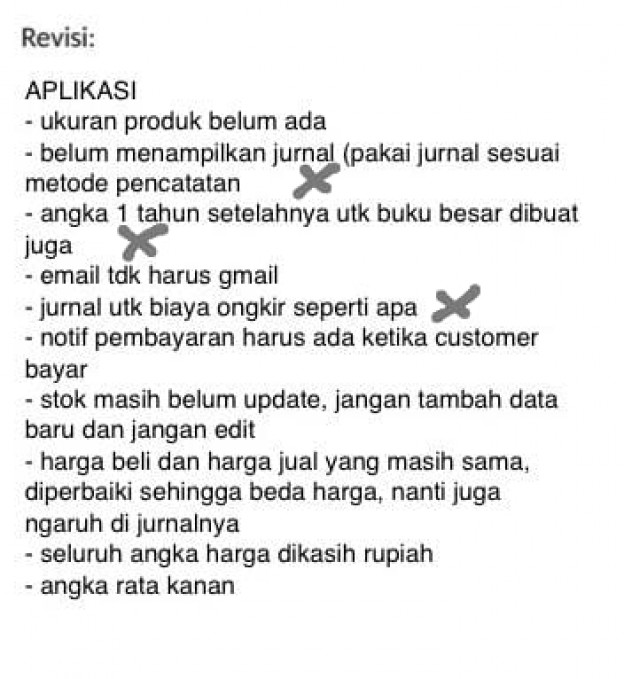 Revisi:
APLIKASI
- ukuran produk belum ada
- belum menampilkan jurnal (pakai jurnal sesuai
metode pencatatan
- angka 1 tahun setelahnya utk buku besar dibuat
juga
- email tdk harus gmail
- jurnal utk biaya ongkir seperti apa
- notif pembayaran harus ada ketika customer
bayar
- stok masih belum update, jangan tambah data
baru dan jangan edit
- harga beli dan harga jual yang masih sama,
diperbaiki sehingga beda harga, nanti juga
ngaruh di jurnalnya
- seluruh angka harga dikasih rupiah
- angka rata kanan